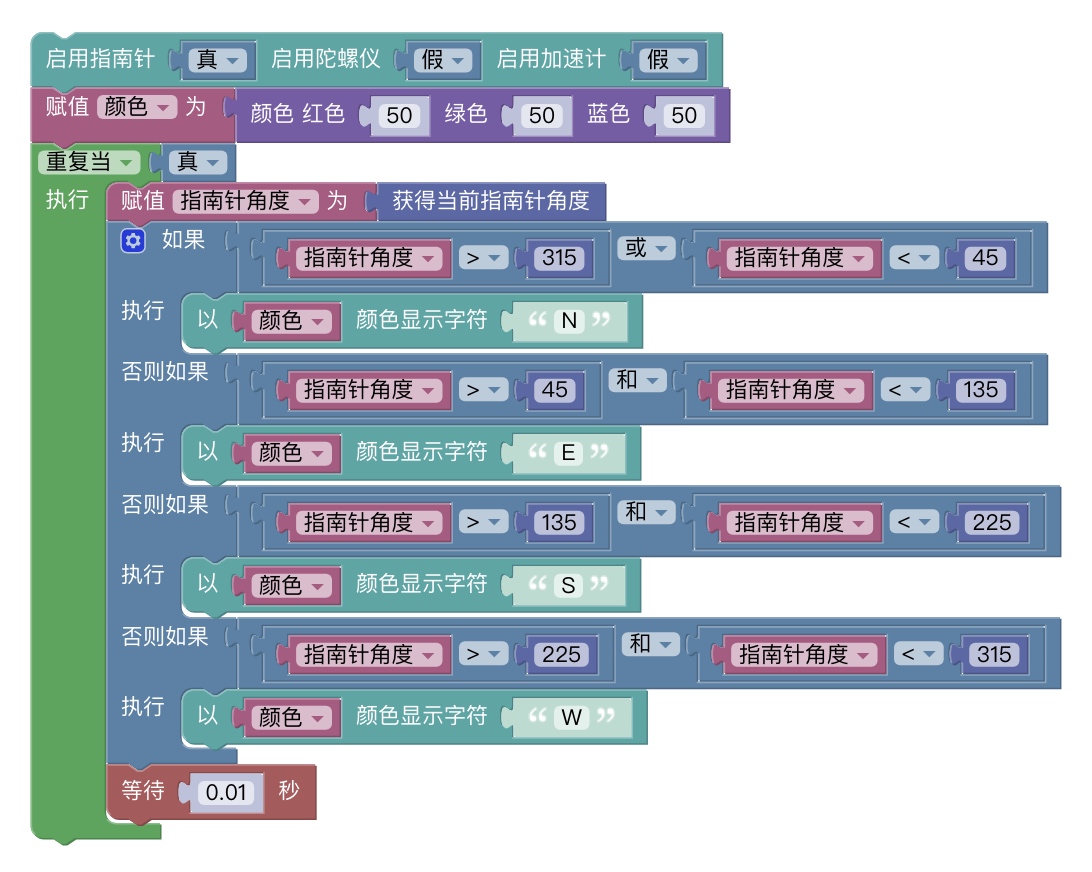 启用指南针 真 启用陀螺仪 假 启用加速计 假
赋值 颜色 为 颜色 红色 50 绿色 50 蓝色 50
重复当 真
执行 赋值 指南针角度 为 获得当前指南针角度
如果 指南针角度 > 315 或 指南针角度 < 45
执行 以 颜色 颜色显示字符 “ N ”
否则如果 指南针角度 > 45 和 指南针角度 < 135
执行 以 颜色 颜色显示字符 “ E ”
否则如果 指南针角度 > 135 和 指南针角度 < 225
执行 以 颜色 颜色显示字符 “ S ”
否则如果 指南针角度 > 225 和 指南针角度 < 315
执行 以 颜色 颜色显示字符 “ W ”
等待 0.01 秒